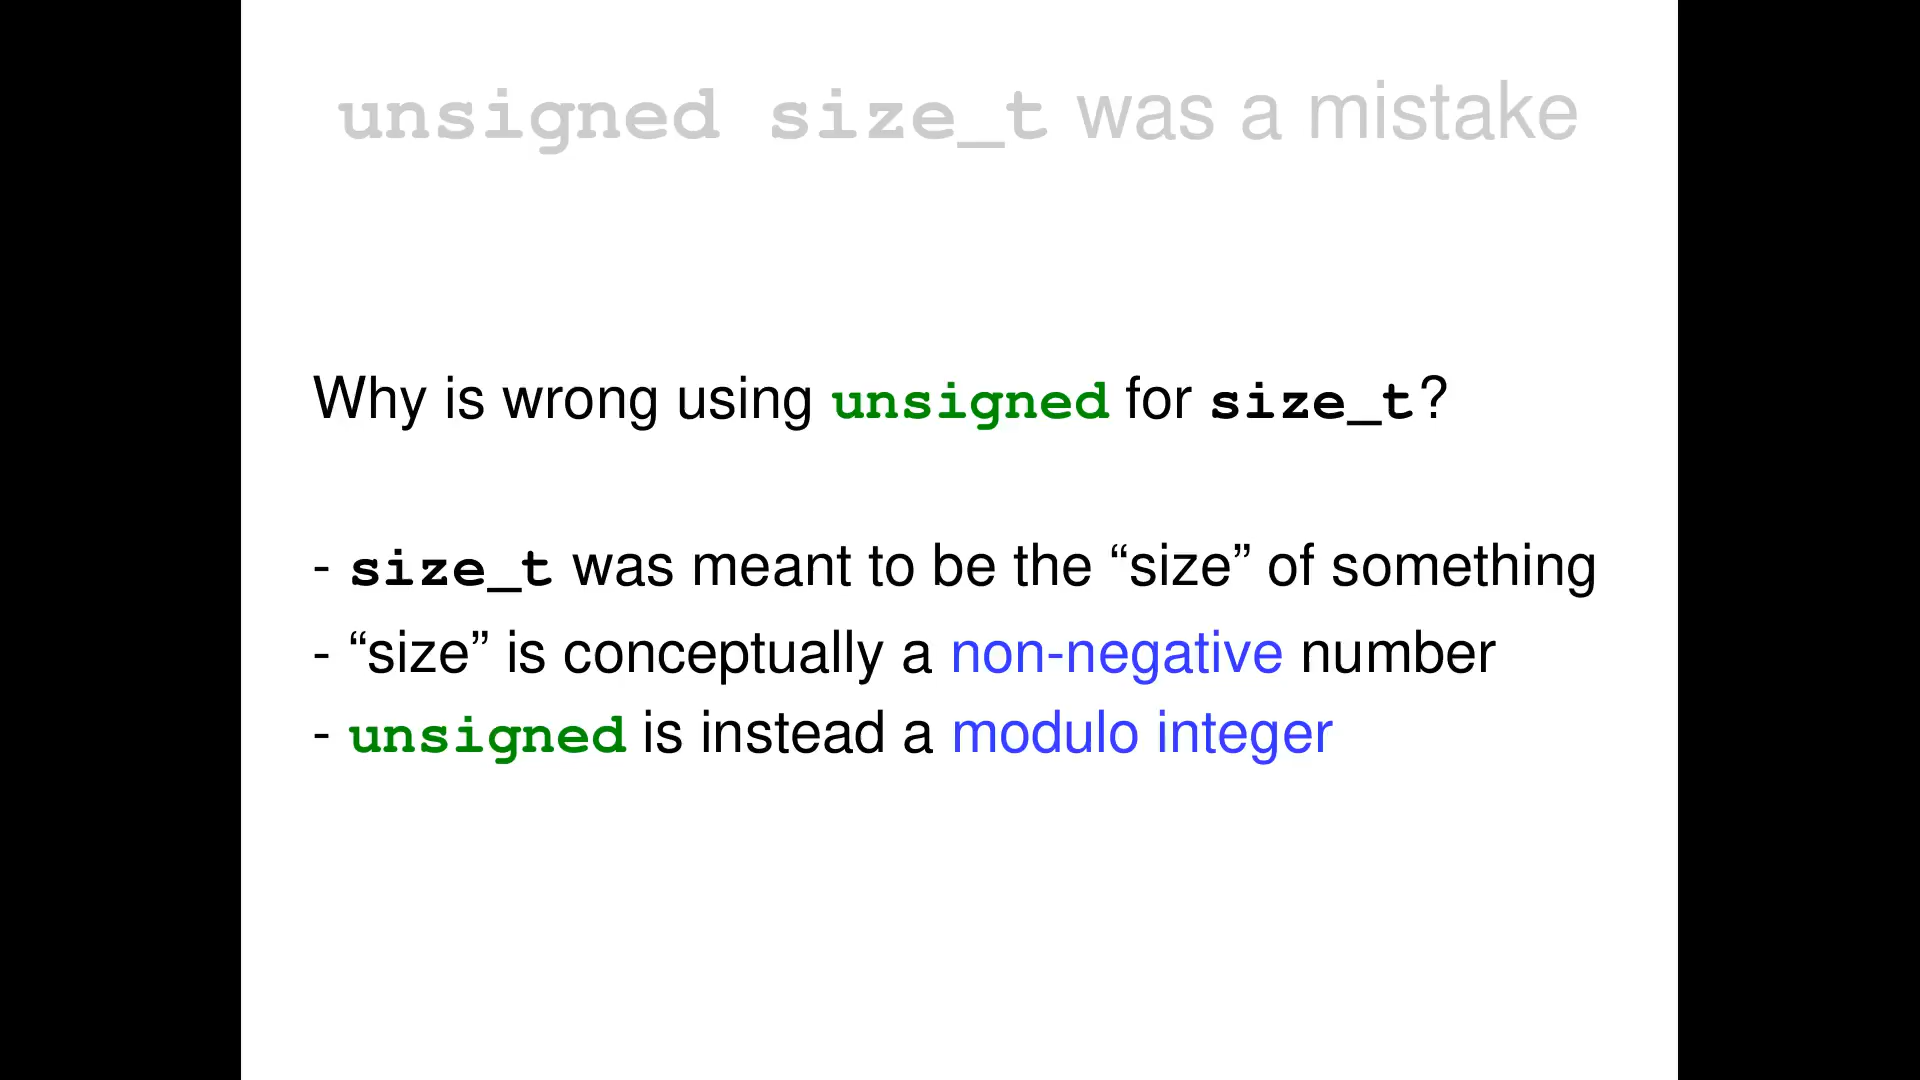 unsigned size_t was a mistake
Why is wrong using unsigned for size_t?
- size_t was meant to be the “size” of something
- “size” is conceptually a non-negative number
- unsigned is instead a modulo integer